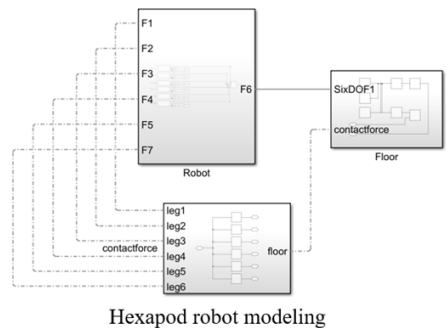 F1
F2
F3
F4
F5
F7
F6
Robot
SixDOF1
contactforce
Floor
leg1
leg2
leg3
leg4
leg5
leg6
contactforce
floor
Hexapod robot modeling